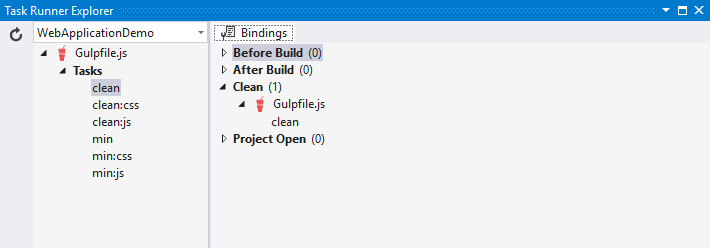 Task Runner Explorer
WebApplicationDemo
Gulpfile.js
Tasks
clean
clean:css
clean:js
min
min:css
min:js
Bindings
Before Build (0)
After Build (0)
Clean (1)
Gulpfile.js
clean
Project Open (0)